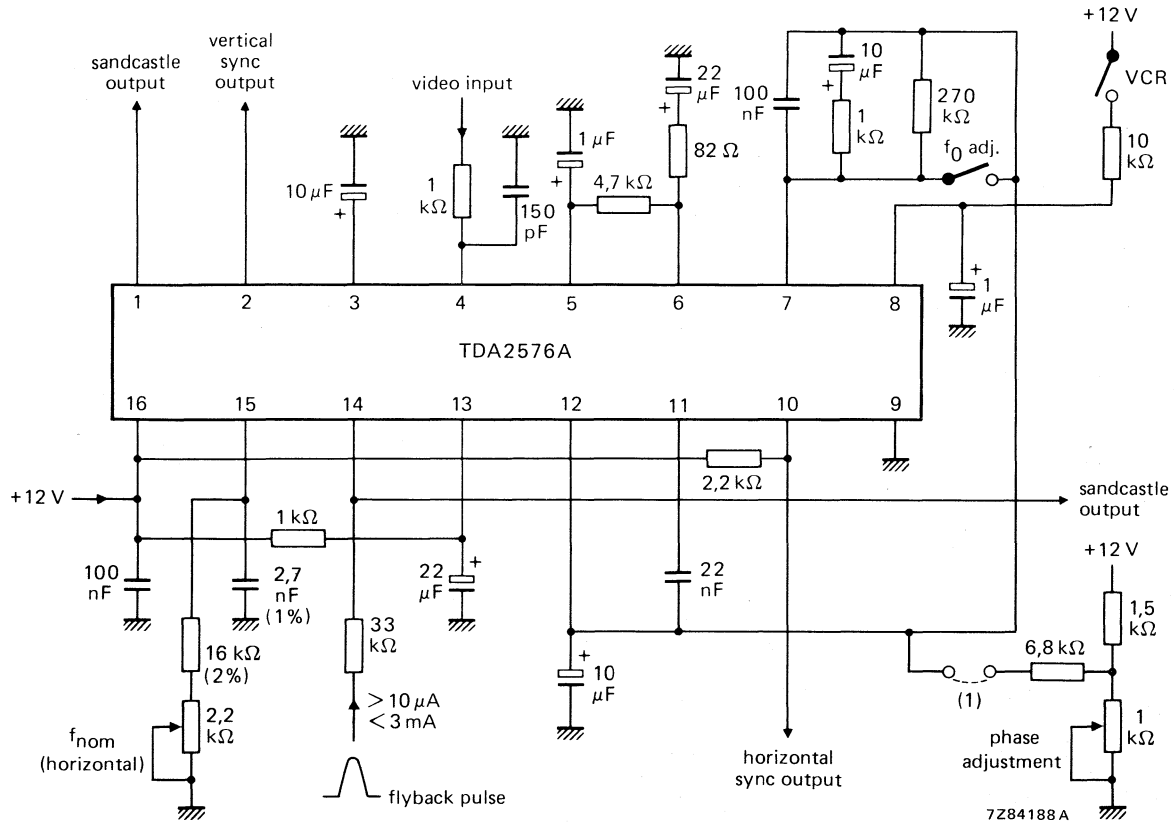 +12 V
VCR
10
kΩ
sandcastle
output
vertical
sync
output
video input
10 μF
+
1
kΩ
150
pF
1 μF
+
4,7 kΩ
22
μF
+
82 Ω
100
nF
10
μF
+
1
kΩ
270
kΩ
f0 adj.
+
1
μF
1
2
3
4
5
6
7
8
TDA2576A
16
15
14
13
12
11
10
9
+12 V
2,2 kΩ
sandcastle
output
1 kΩ
100
nF
2,7
nF
(1%)
22
μF
+
22
nF
+12 V
1,5
kΩ
16 kΩ
(2%)
33
kΩ
+
10
μF
6,8 kΩ
(1)
2,2
kΩ
fnom
(horizontal)
> 10 μA
< 3 mA
flyback pulse
horizontal
sync output
phase
adjustment
1
kΩ
7Z84188A